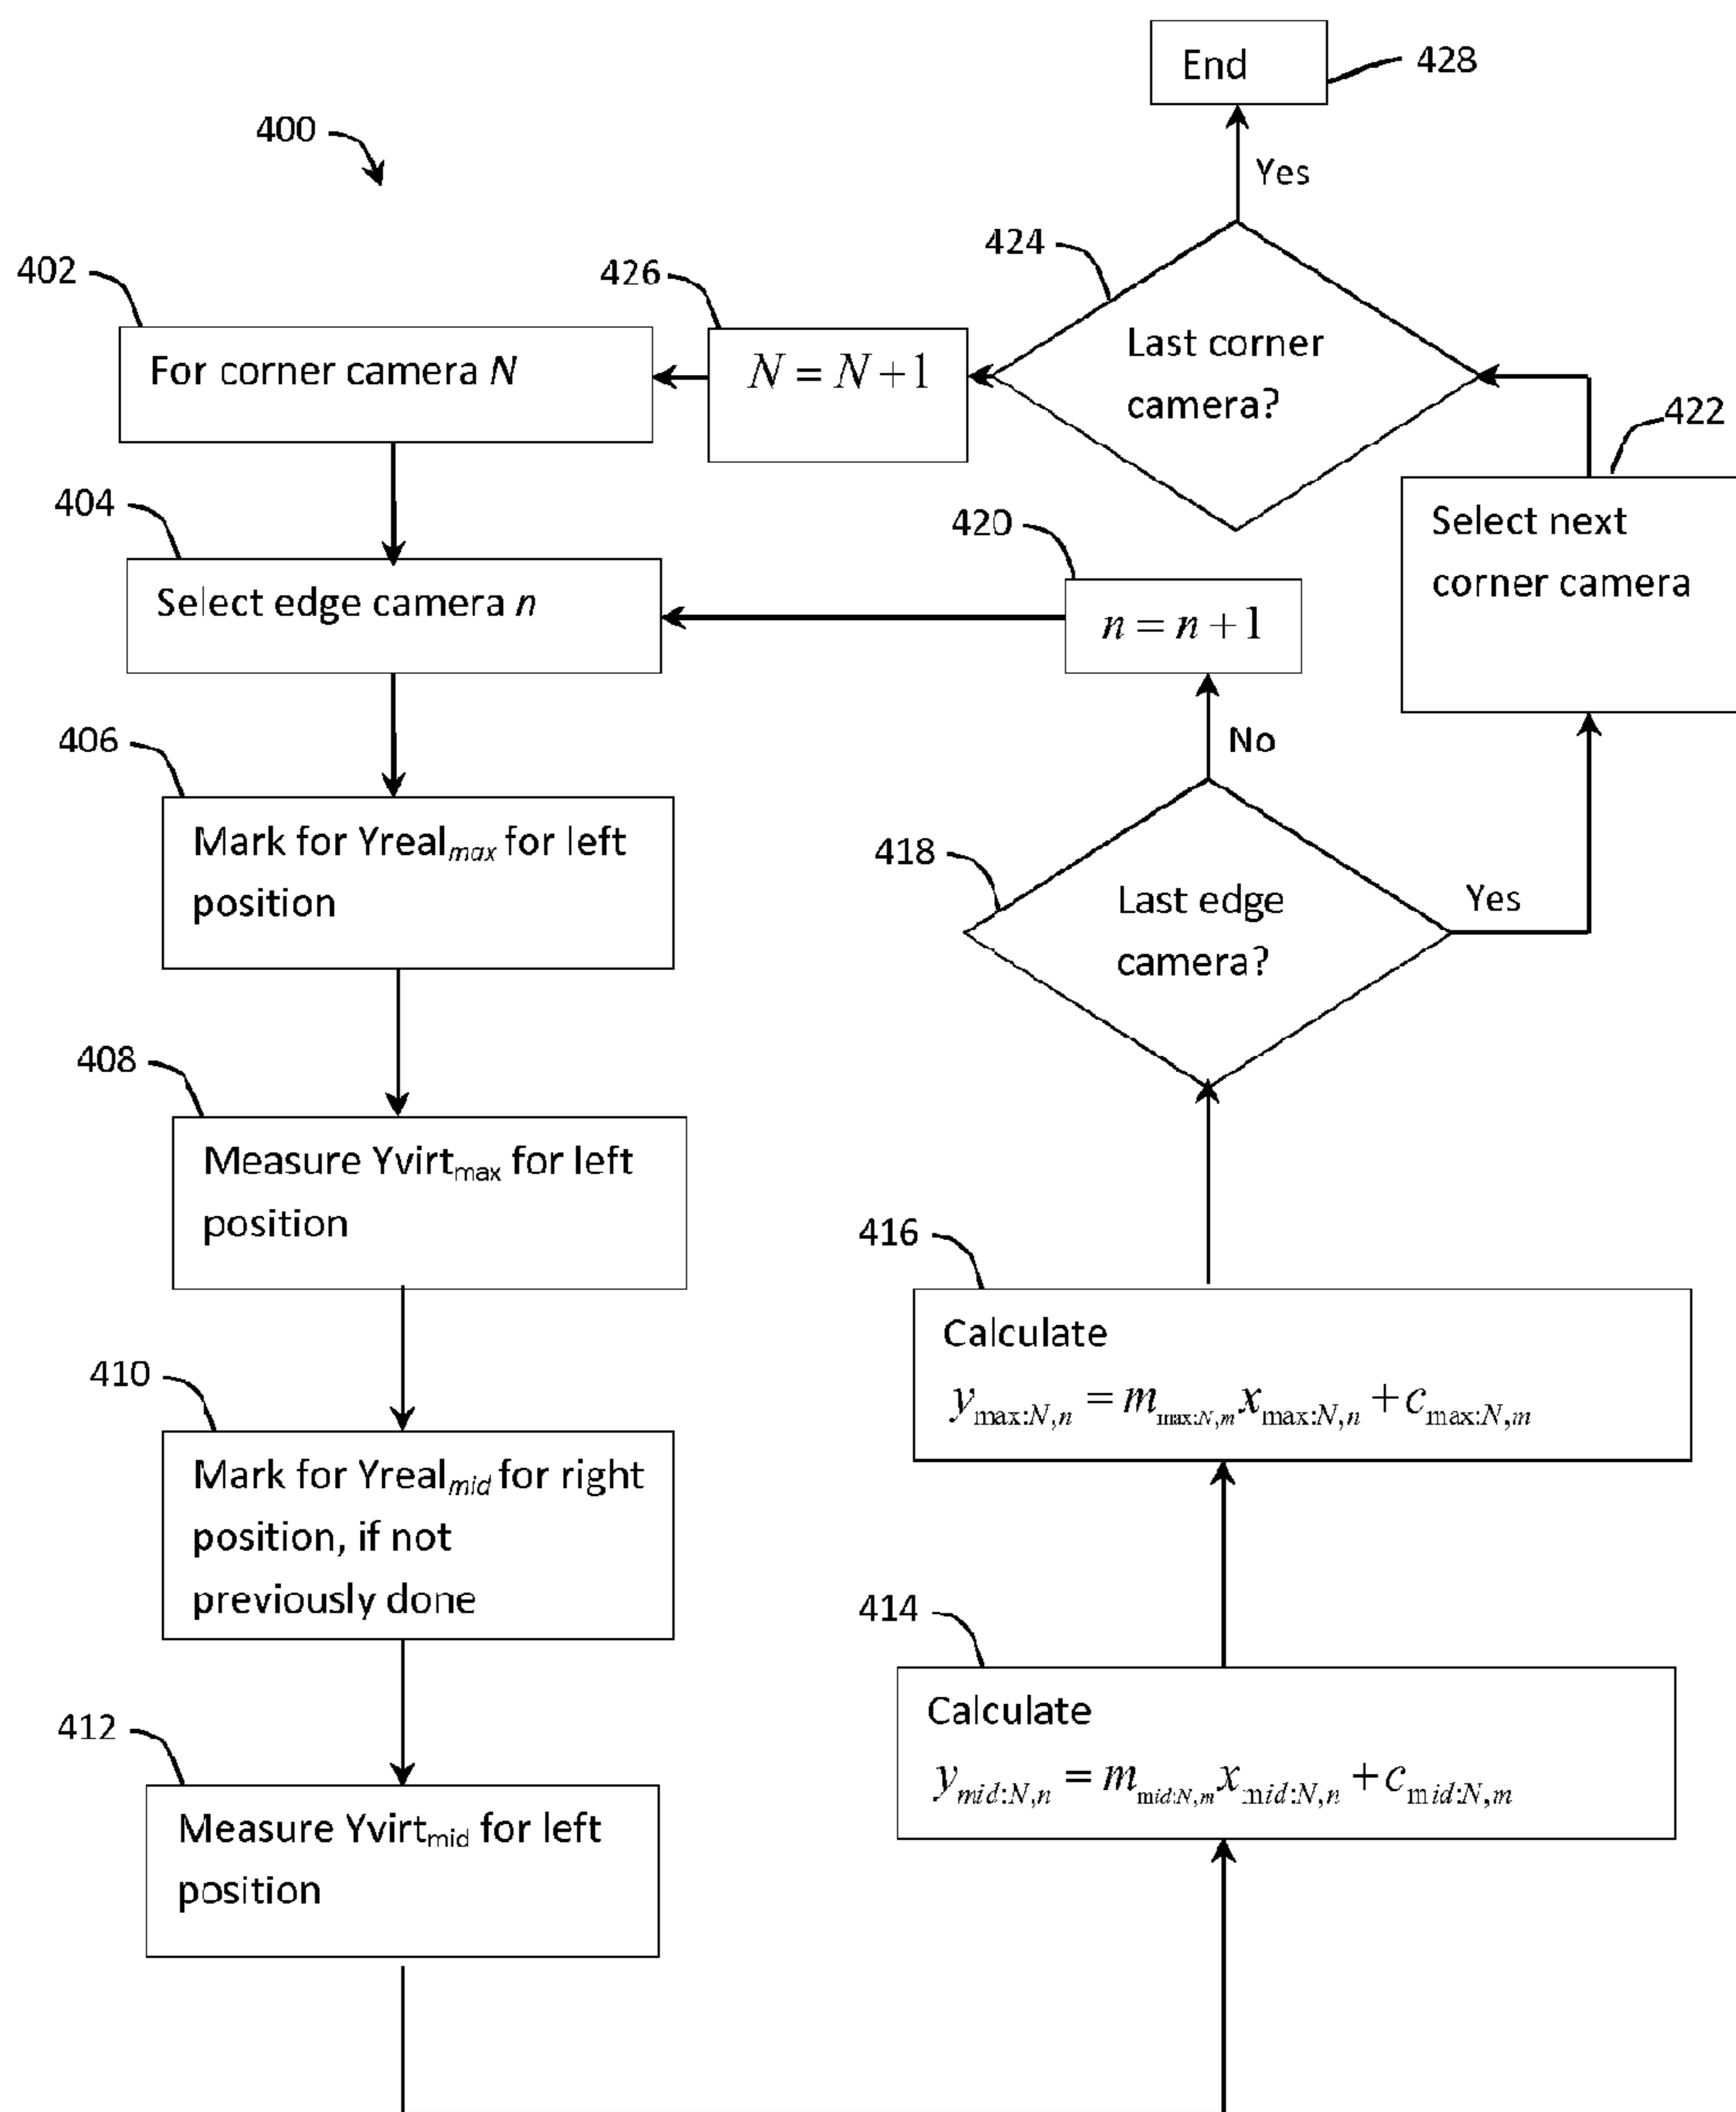 400
402
For corner camera N
404
Select edge camera n
406
Mark for Yreal_max for left
position
408
Measure Yvirt_max for left
position
410
Mark for Yreal_mid for right
position, if not
previously done
412
Measure Yvirt_mid for left
position
414
Calculate
y_mid:N,n = m_mid:N,m x_mid:N,n + c_mid:N,m
416
Calculate
y_max:N,n = m_max:N,m x_max:N,n + c_max:N,m
418
Last edge
camera?
No
Yes
420
n = n + 1
422
Select next
corner camera
424
Last corner
camera?
Yes
426
N = N + 1
End
428